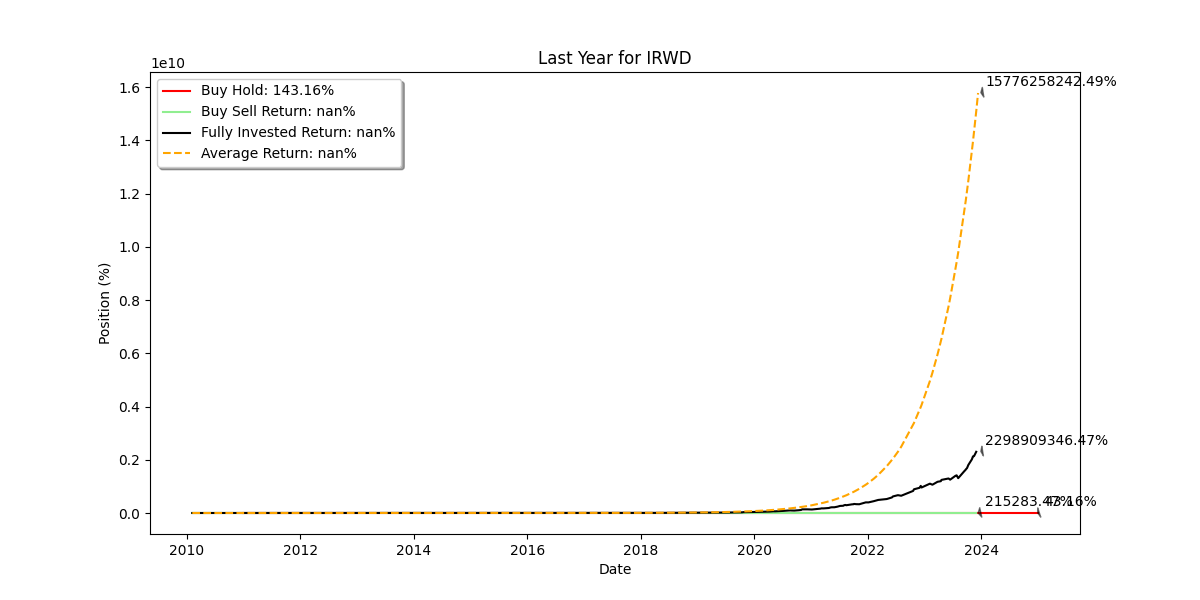 Last Year for IRWD
1e10
Buy Hold: 143.16%
Buy Sell Return: nan%
Fully Invested Return: nan%
Average Return: nan%
15776258242.49%
2298909346.47%
215283.47%
43.16%
1.6
1.4
1.2
1.0
0.8
0.6
0.4
0.2
0.0
Position (%)
2010 2012 2014 2016 2018 2020 2022 2024
Date